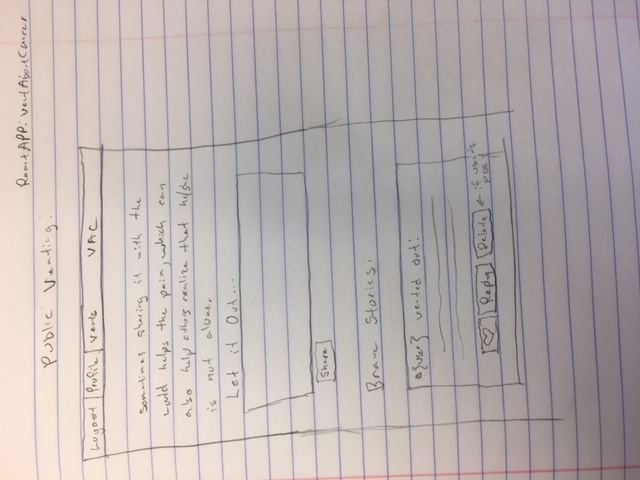 React APP: VentAboutCancer
Public Venting:
Logout Profile Vents VAC
Sometimes sharing it with the
world helps the pain, which can
also help others realize that he/she
is not alone.
Let it Out...
Share
Brave Stories:
${user} vented out:
Reply Delete ← if user's
post